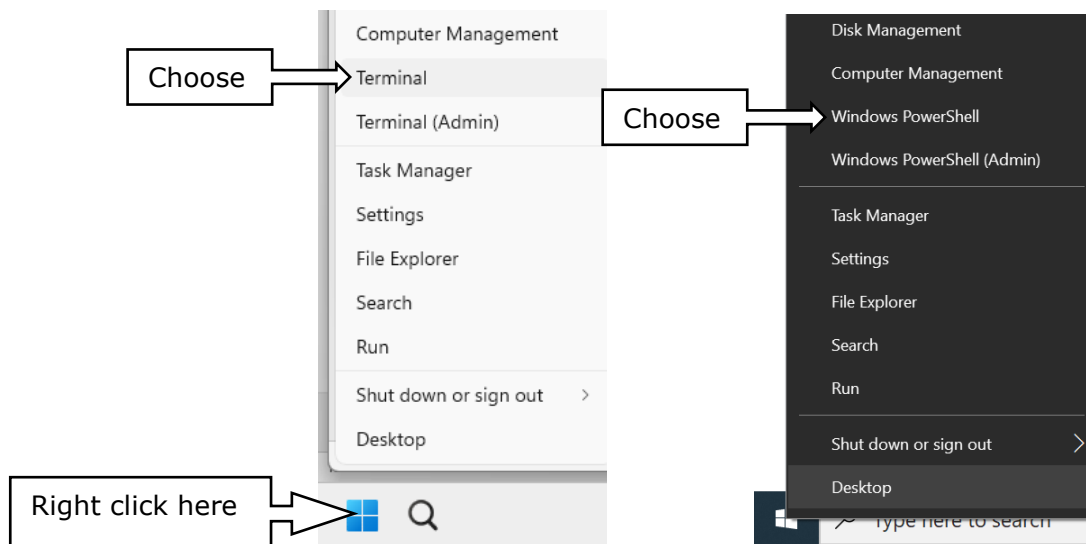 Computer Management
Choose
Terminal
Terminal (Admin)
Task Manager
Settings
File Explorer
Search
Run
Shut down or sign out
Desktop
Right click here
Disk Management
Computer Management
Choose
Windows PowerShell
Windows PowerShell (Admin)
Task Manager
Settings
File Explorer
Search
Run
Shut down or sign out
Desktop
Type here to search